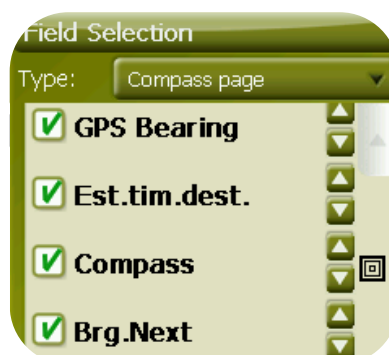 Field Selection
Type: Compass page
GPS Bearing
Est.tim.dest.
Compass
Brg.Next